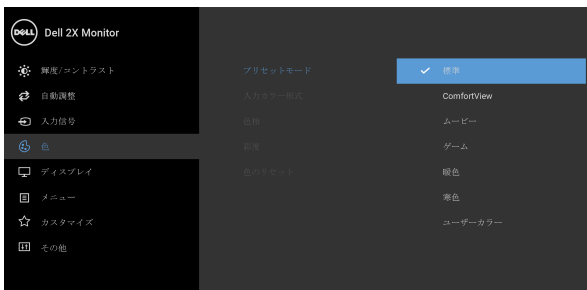 DELL
Dell 2X Monitor
輝度/コントラスト
自動調整
入力信号
色
ディスプレイ
メニュー
カスタマイズ
その他
プリセットモード
入力カラー形式
色相
彩度
色のリセット
標準
ComfortView
ムービー
ゲーム
暖色
寒色
ユーザーカラー